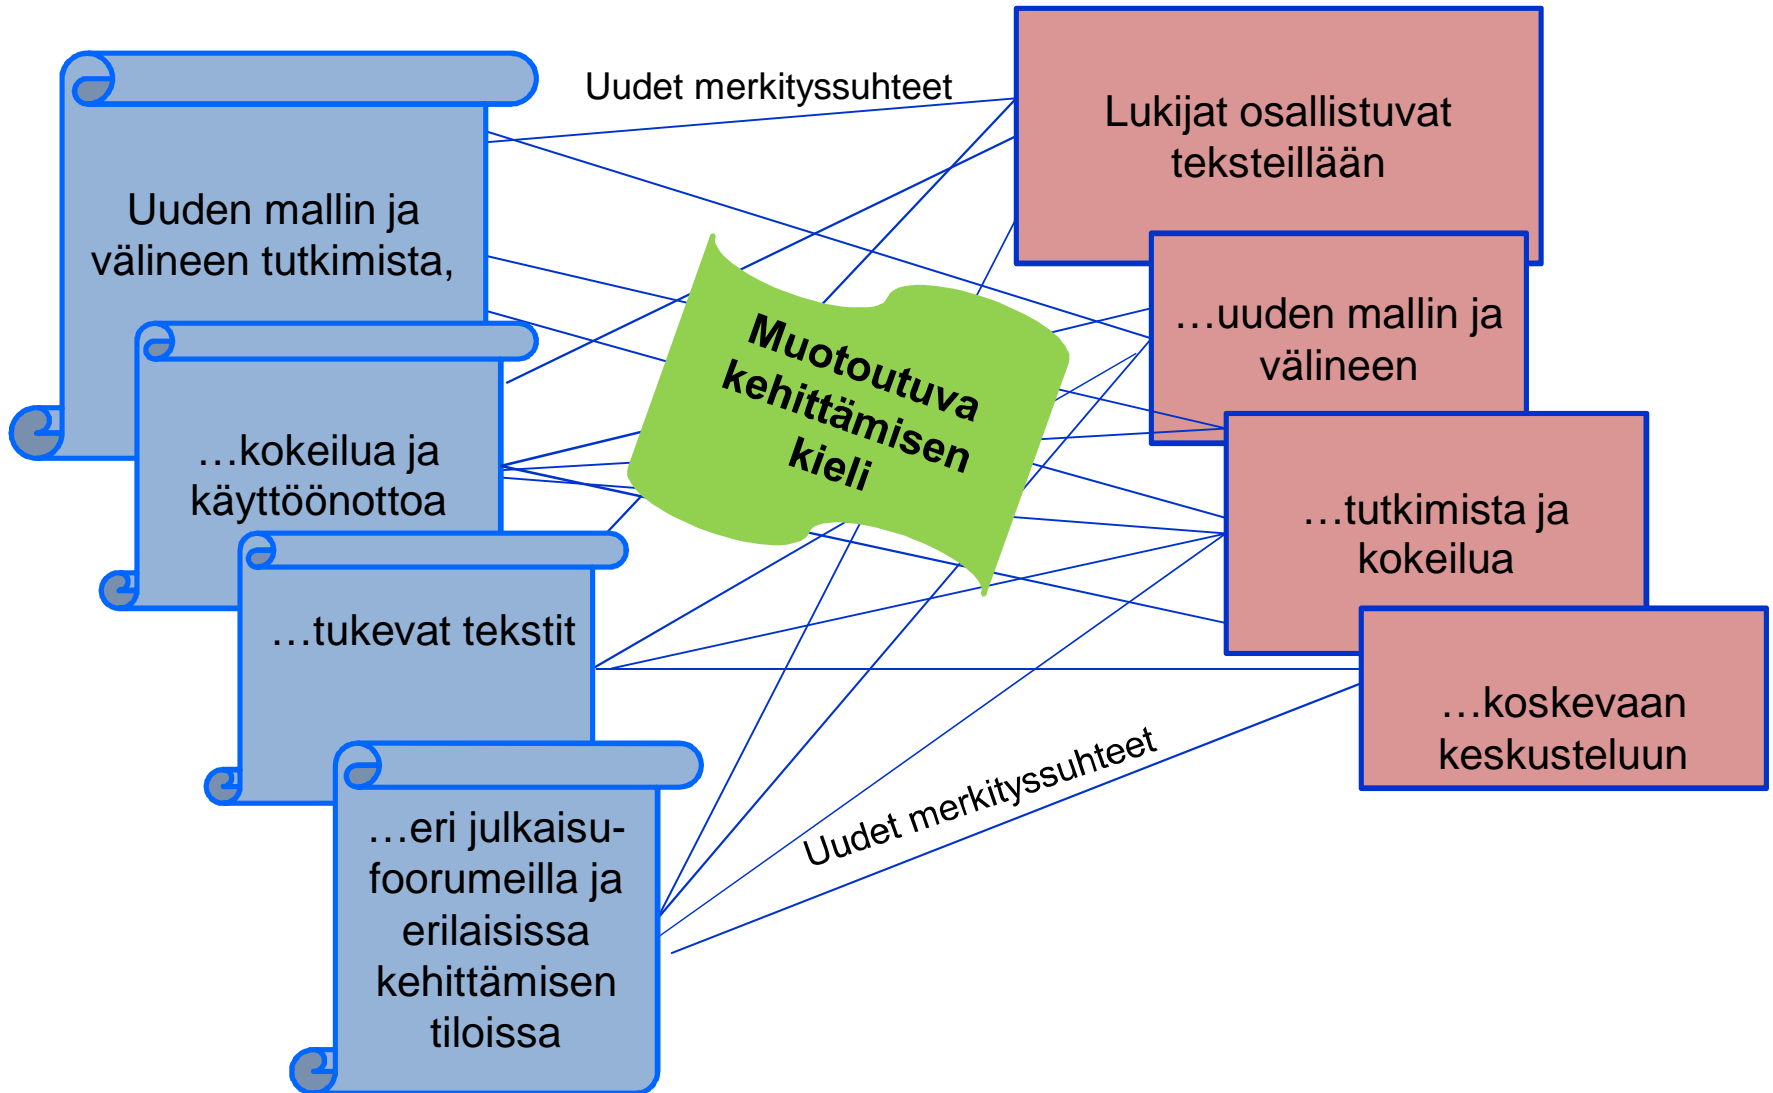 Uudet merkityssuhteet
Uuden mallin ja
välineen tutkimista,
…kokeilua ja
käyttöönottoa
…tukevat tekstit
…eri julkaisu-
foorumeilla ja
erilaisissa
kehittämisen
tiloissa
Muotoutuva
kehittämisen
kieli
Uudet merkityssuhteet
Lukijat osallistuvat
teksteillään
…uuden mallin ja
välineen
…tutkimista ja
kokeilua
…koskevaan
keskusteluun